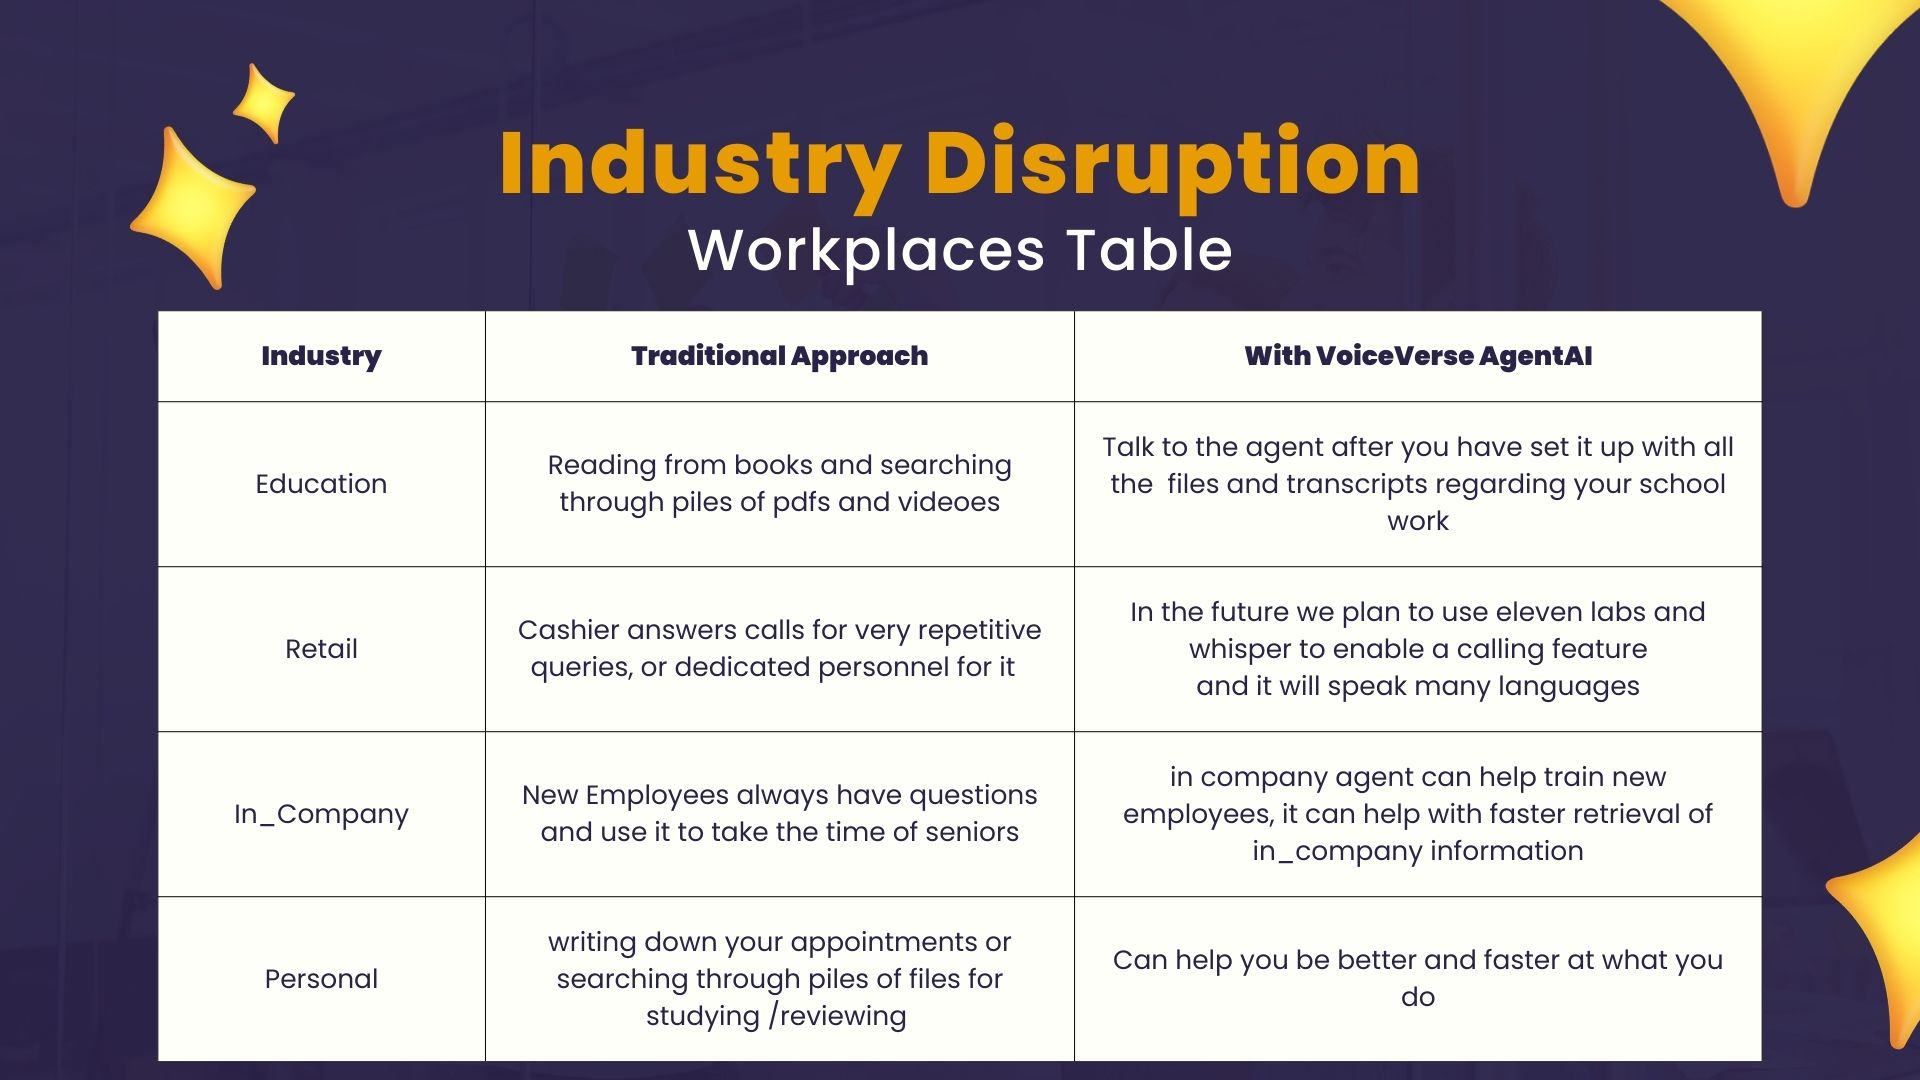 Industry Disruption
Workplaces Table
Industry
Traditional Approach
With VoiceVerse AgentAI
Education
Reading from books and searching
through piles of pdfs and videoes
Talk to the agent after you have set it up with all
the  files and transcripts regarding your school
work
Retail
Cashier answers calls for very repetitive
queries, or dedicated personnel for it
In the future we plan to use eleven labs and
whisper to enable a calling feature
and it will speak many languages
In_Company
New Employees always have questions
and use it to take the time of seniors
in company agent can help train new
employees, it can help with faster retrieval of
in_company information
Personal
writing down your appointments or
searching through piles of files for
studying /reviewing
Can help you be better and faster at what you
do